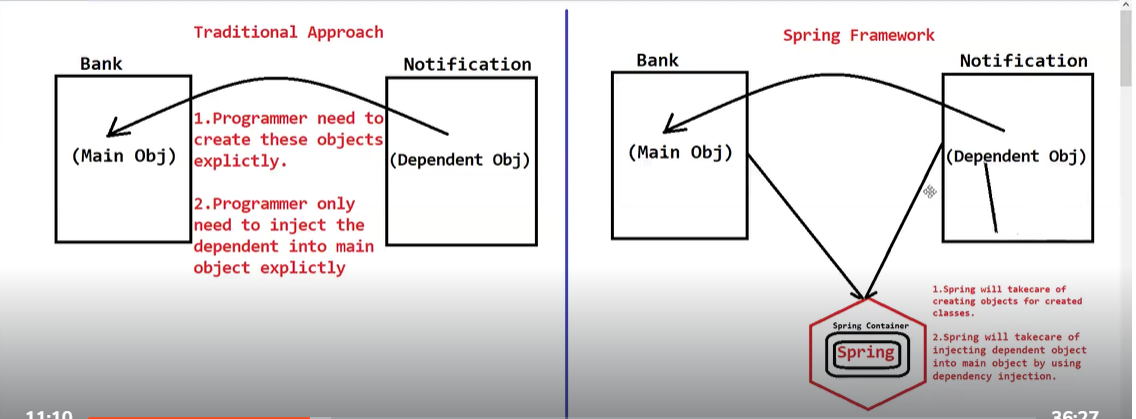 Traditional Approach
Bank
Notification
1.Programmer need to
create these objects
explictly.
(Main Obj)
(Dependent Obj)
2.Programmer only
need to inject the
dependent into main
object explictly
Spring Framework
Bank
Notification
(Main Obj)
(Dependent Obj)
Spring Container
Spring
1.Spring will takecare of
creating objects for created
classes.
2.Spring will takecare of
injecting dependent object
into main object by using
dependency injection.
11:10
36:27